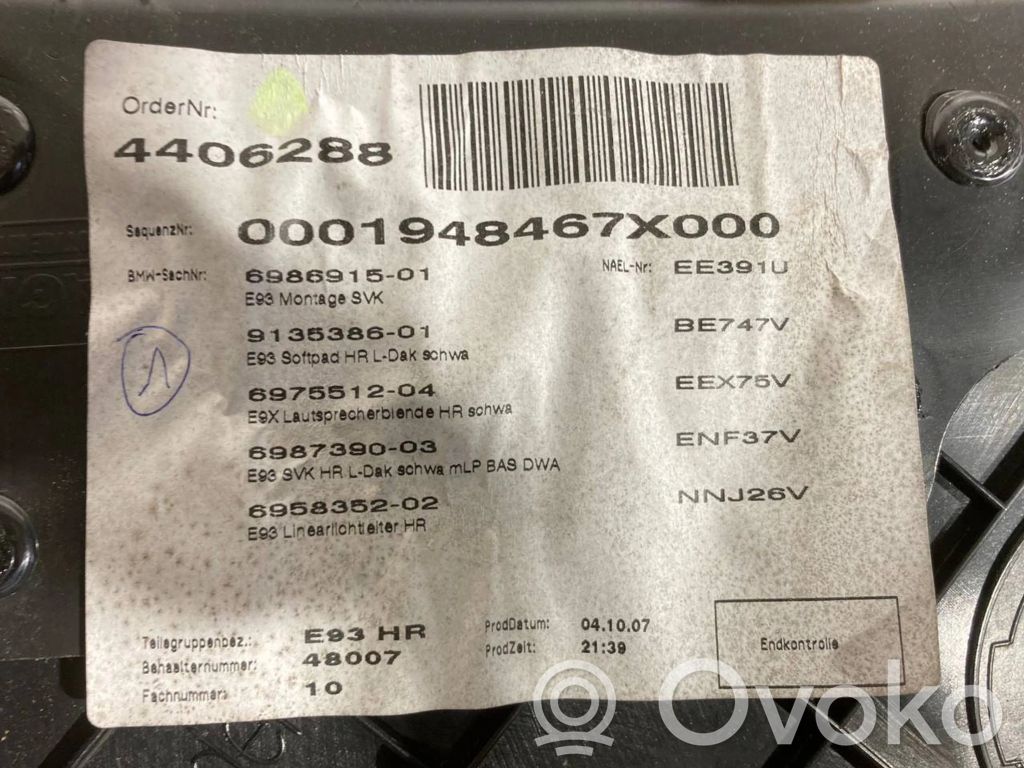 OrderNr:
4406288
SequenzNr: 0001948467X000
BMW-SachNr: 6986915-01 NAEL-Nr: EE391U
E93 Montage SVK
9135386-01 BE747V
E93 Softpad HR L-Dak schwa
6975512-04 EEX75V
E9X Lautsprecherblende HR schwa
6987390-03 ENF37V
E93 SVK HR L-Dak schwa mLP BAS DWA
6958352-02 NNJ26V
E93 Linearlichtleiter HR
Teilegruppenbez.: E93 HR ProdDatum: 04.10.07
Behaelternummer: 48007 ProdZeit: 21:39
Fachnummer: 10
Endkontrolle
Ovoko